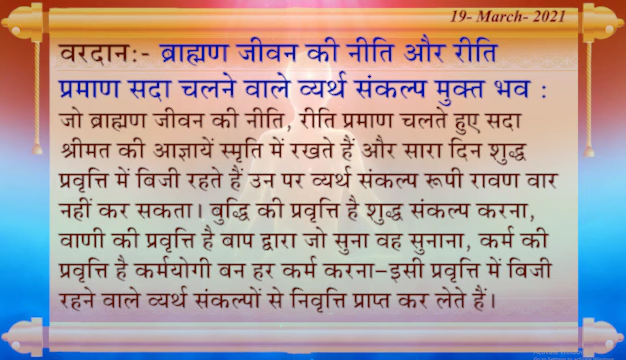 19- March- 2021
वरदान:- ब्राह्मण जीवन की नीति और रीति
प्रमाण सदा चलने वाले व्यर्थ संकल्प मुक्त भव :
जो ब्राह्मण जीवन की नीति, रीति प्रमाण चलते हुए सदा
श्रीमत की आज्ञायें स्मृति में रखते हैं और सारा दिन शुद्ध
प्रवृत्ति में बिजी रहते हैं उन पर व्यर्थ संकल्प रूपी रावण वार
नहीं कर सकता। बुद्धि की प्रवृत्ति है शुद्ध संकल्प करना,
वाणी की प्रवृत्ति है बाप द्वारा जो सुना वह सुनाना, कर्म की
प्रवृत्ति है कर्मयोगी बन हर कर्म करना–इसी प्रवृत्ति में बिजी
रहने वाले व्यर्थ संकल्पों से निवृत्ति प्राप्त कर लेते हैं।